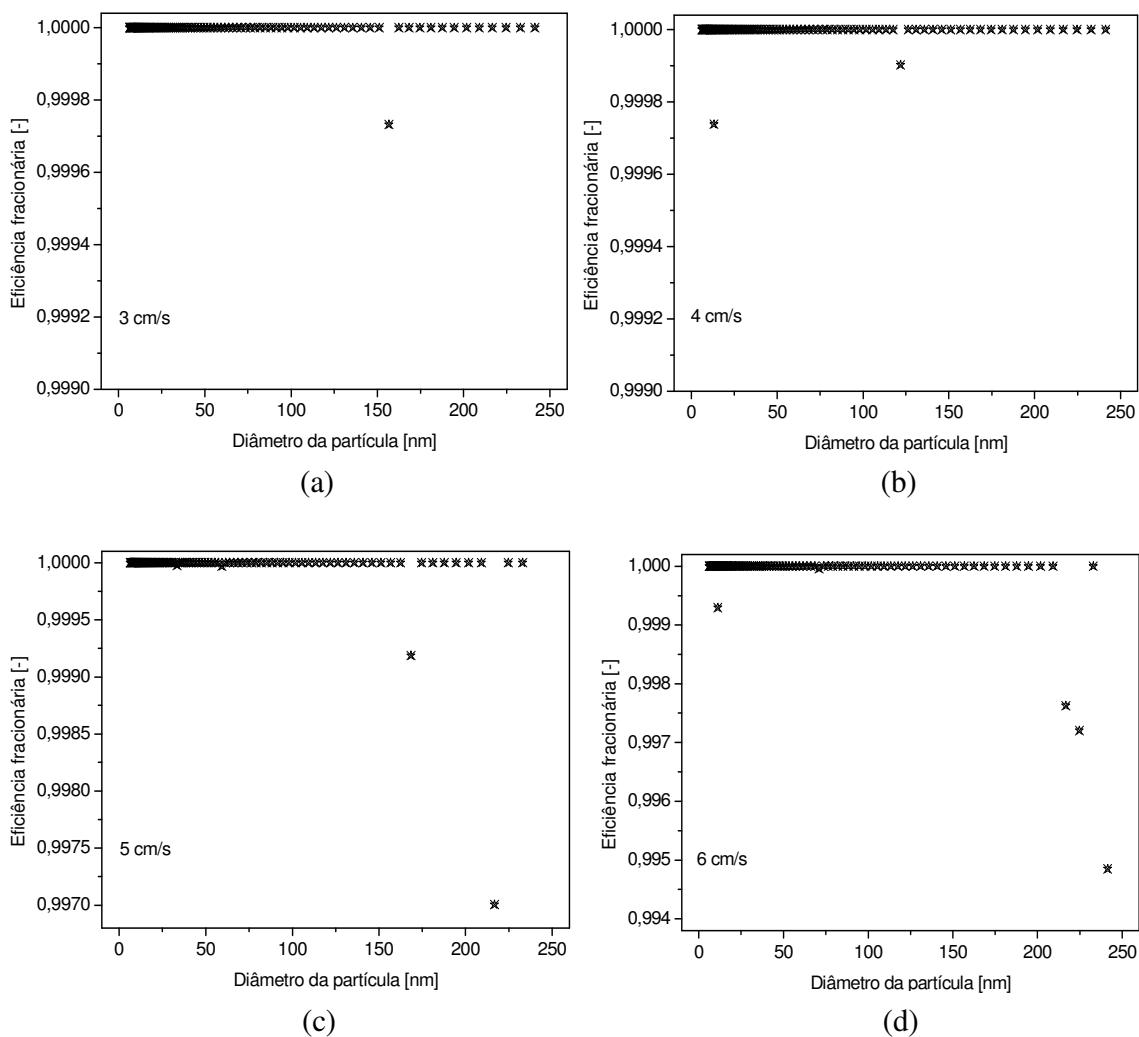 1,0000
0,9998
0,9996
0,9994
0,9992
0,9990
Eficiência fracionária [-]
3 cm/s
0 50 100 150 200 250
Diâmetro da partícula [nm]
(a)
1,0000
0,9998
0,9996
0,9994
0,9992
0,9990
Eficiência fracionária [-]
4 cm/s
0 50 100 150 200 250
Diâmetro da partícula [nm]
(b)
1,0000
0,9995
0,9990
0,9985
0,9980
0,9975
0,9970
Eficiência fracionária [-]
5 cm/s
0 50 100 150 200 250
Diâmetro da partícula [nm]
(c)
1,000
0,999
0,998
0,997
0,996
0,995
0,994
Eficiência fracionária [-]
6 cm/s
0 50 100 150 200 250
Diâmetro da partícula [nm]
(d)